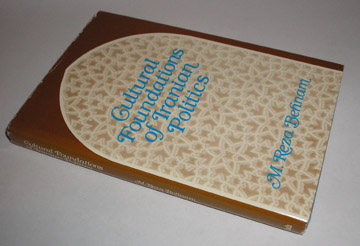 Cultural
Foundations
of Iranian
Politics
M. Reza Behnam
Cultural Foundations
M. Reza Behnam